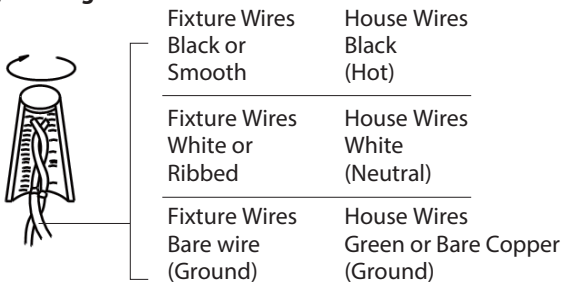 Fixture Wires House Wires
Black or Black
Smooth (Hot)
Fixture Wires House Wires
White or White
Ribbed (Neutral)
Fixture Wires House Wires
Bare wire Green or Bare Copper
(Ground) (Ground)